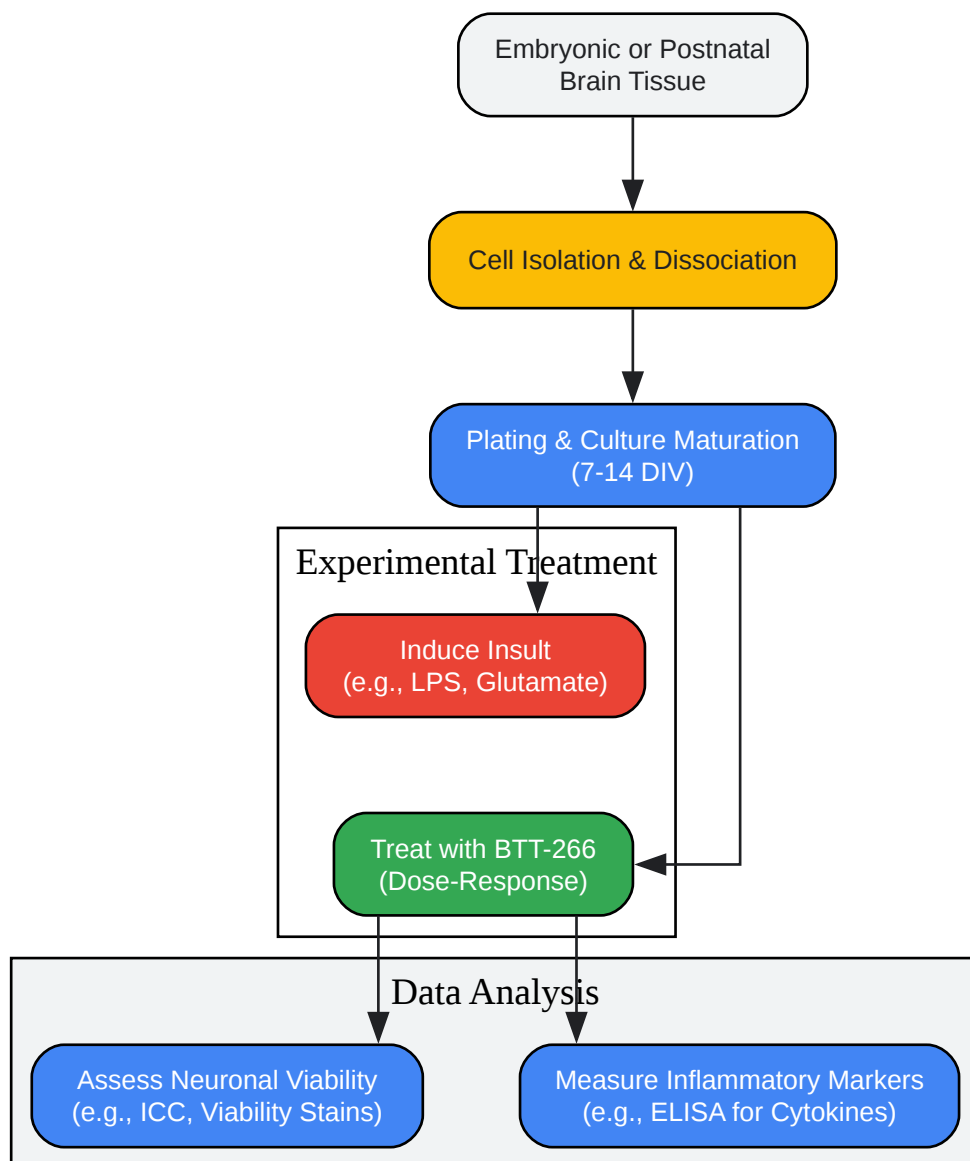 Embryonic or Postnatal
Brain Tissue
Cell Isolation & Dissociation
Plating & Culture Maturation
(7-14 DIV)
Experimental Treatment
Induce Insult
(e.g., LPS, Glutamate)
Treat with BTT-266
(Dose-Response)
Data Analysis
Assess Neuronal Viability
(e.g., ICC, Viability Stains)
Measure Inflammatory Markers
(e.g., ELISA for Cytokines)